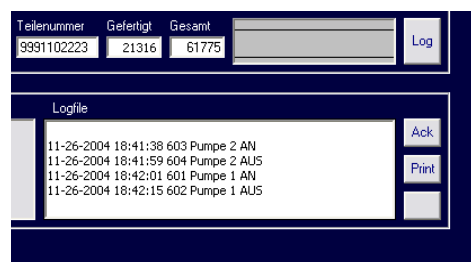 Teilenummer Gefertigt Gesamt
9991102223 21316 61775 Log
Logfile
Ack
11-26-2004 18:41:38 603 Pumpe 2 AN
11-26-2004 18:41:59 604 Pumpe 2 AUS
11-26-2004 18:42:01 601 Pumpe 1 AN
Print
11-26-2004 18:42:15 602 Pumpe 1 AUS